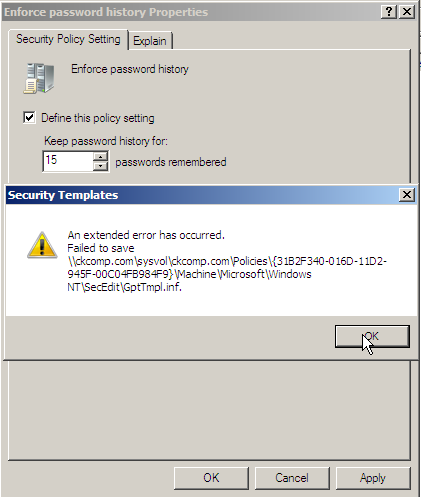 Enforce password history Properties
Security Policy Setting
Explain
Enforce password history
Define this policy setting
Keep password history for:
15
passwords remembered
Security Templates
An extended error has occurred.
Failed to save
\\ckcomp.com\sysvol\ckcomp.com\Policies\{31B2F340-016D-11D2-
945F-00C04FB984F9}\Machine\Microsoft\Windows
NT\SecEdit\GptTmpl.inf.
OK
OK
Cancel
Apply